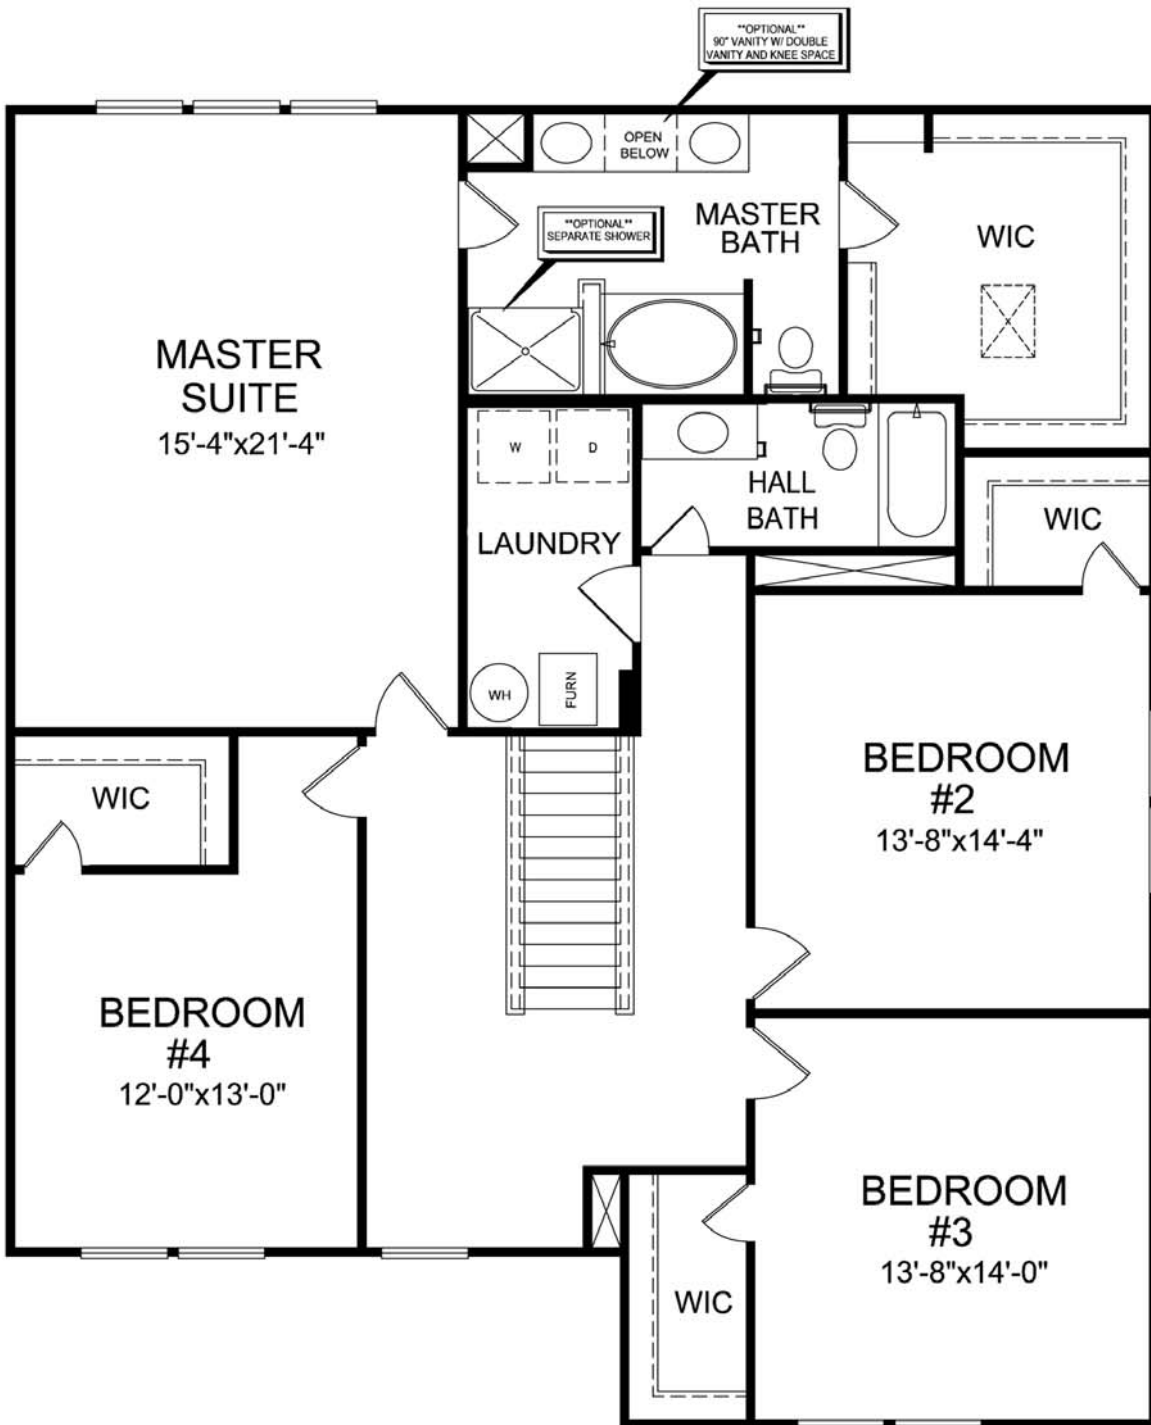 **OPTIONAL**
90" VANITY W/ DOUBLE
VANITY AND KNEE SPACE
OPEN
BELOW
**OPTIONAL**
SEPARATE SHOWER
MASTER
BATH
WIC
MASTER
SUITE
15'-4"x21'-4"
W
D
LAUNDRY
HALL
BATH
WIC
WH
FURN
WIC
BEDROOM
#2
13'-8"x14'-4"
BEDROOM
#4
12'-0"x13'-0"
BEDROOM
#3
13'-8"x14'-0"
WIC